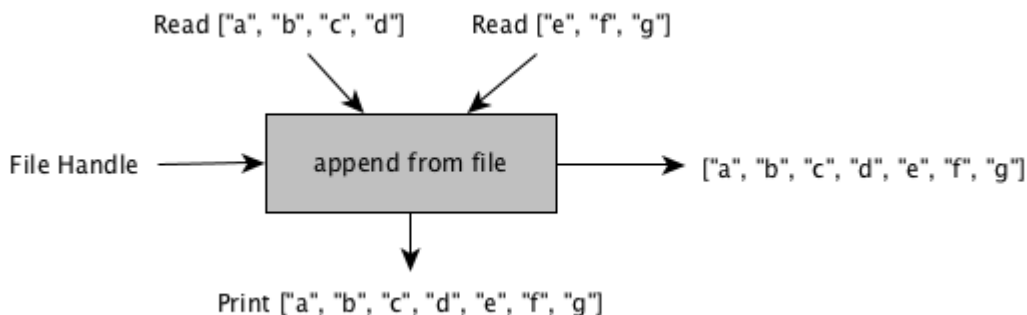 Read ["a", "b", "c", "d"]
Read ["e", "f", "g"]
File Handle
append from file
["a", "b", "c", "d", "e", "f", "g"]
Print ["a", "b", "c", "d", "e", "f", "g"]